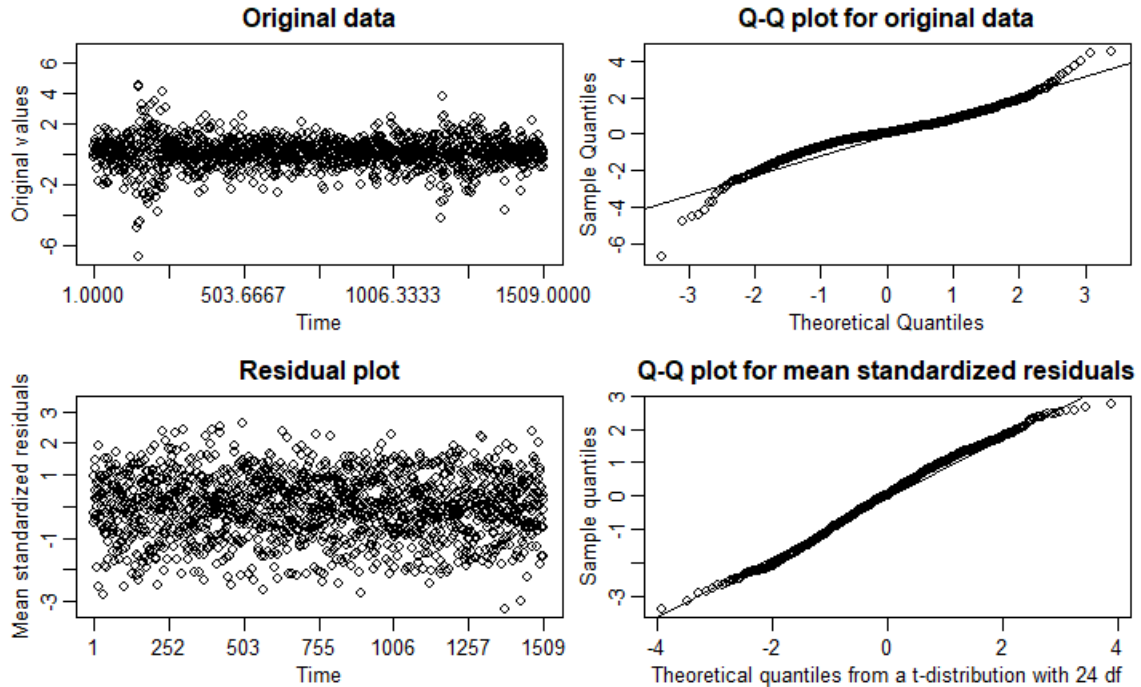 Original data
Original values
6
2
-2
-6
1.0000 503.6667 1006.3333 1509.0000
Time
Q-Q plot for original data
Sample Quantiles
4
2
0
-2
-4
-6
-3 -2 -1 0 1 2 3
Theoretical Quantiles
Residual plot
Mean standardized residuals
3
2
1
-1
-3
1 252 503 755 1006 1257 1509
Time
Q-Q plot for mean standardized residuals
Sample quantiles
3
2
1
0
-1
-3
-4 -2 0 2 4
Theoretical quantiles from a t-distribution with 24 df